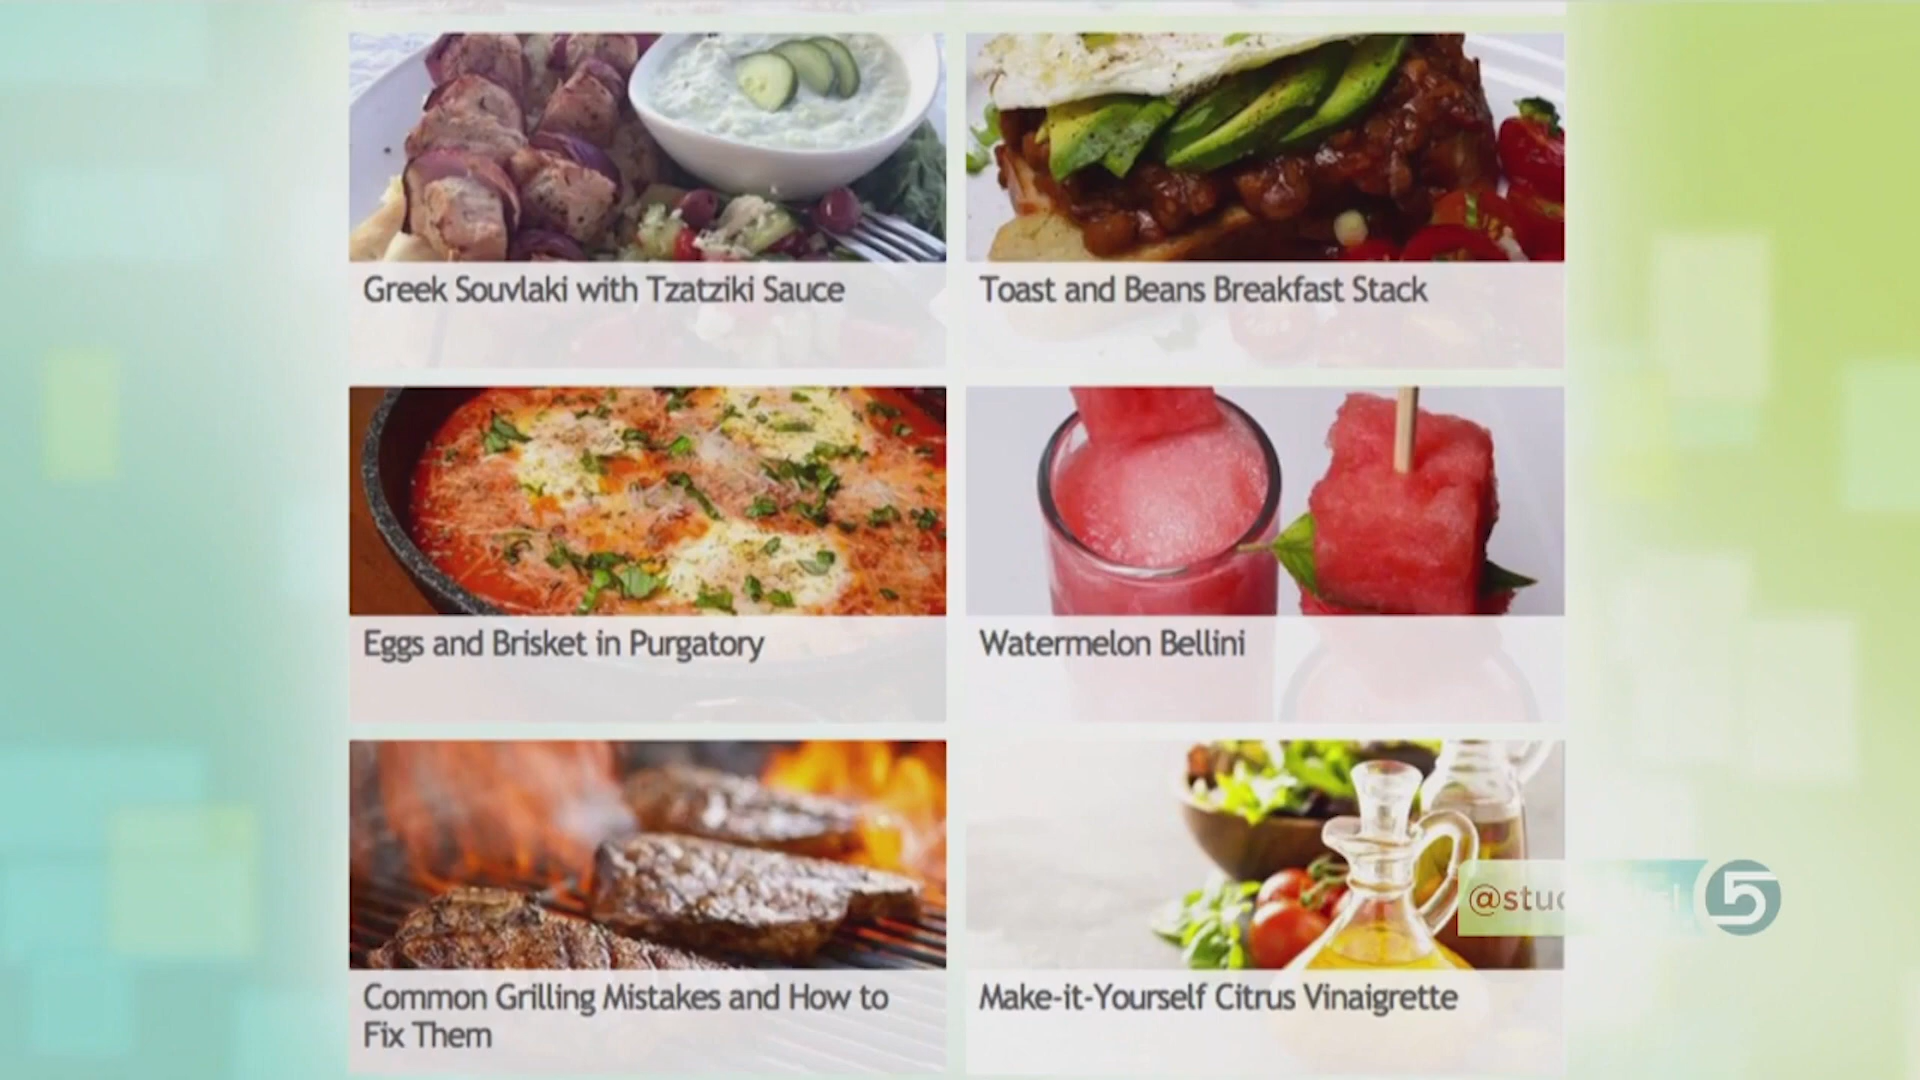 Greek Souvlaki with Tzatziki Sauce
Toast and Beans Breakfast Stack
Eggs and Brisket in Purgatory
Watermelon Bellini
Common Grilling Mistakes and How to
Fix Them
Make-it-Yourself Citrus Vinaigrette
5